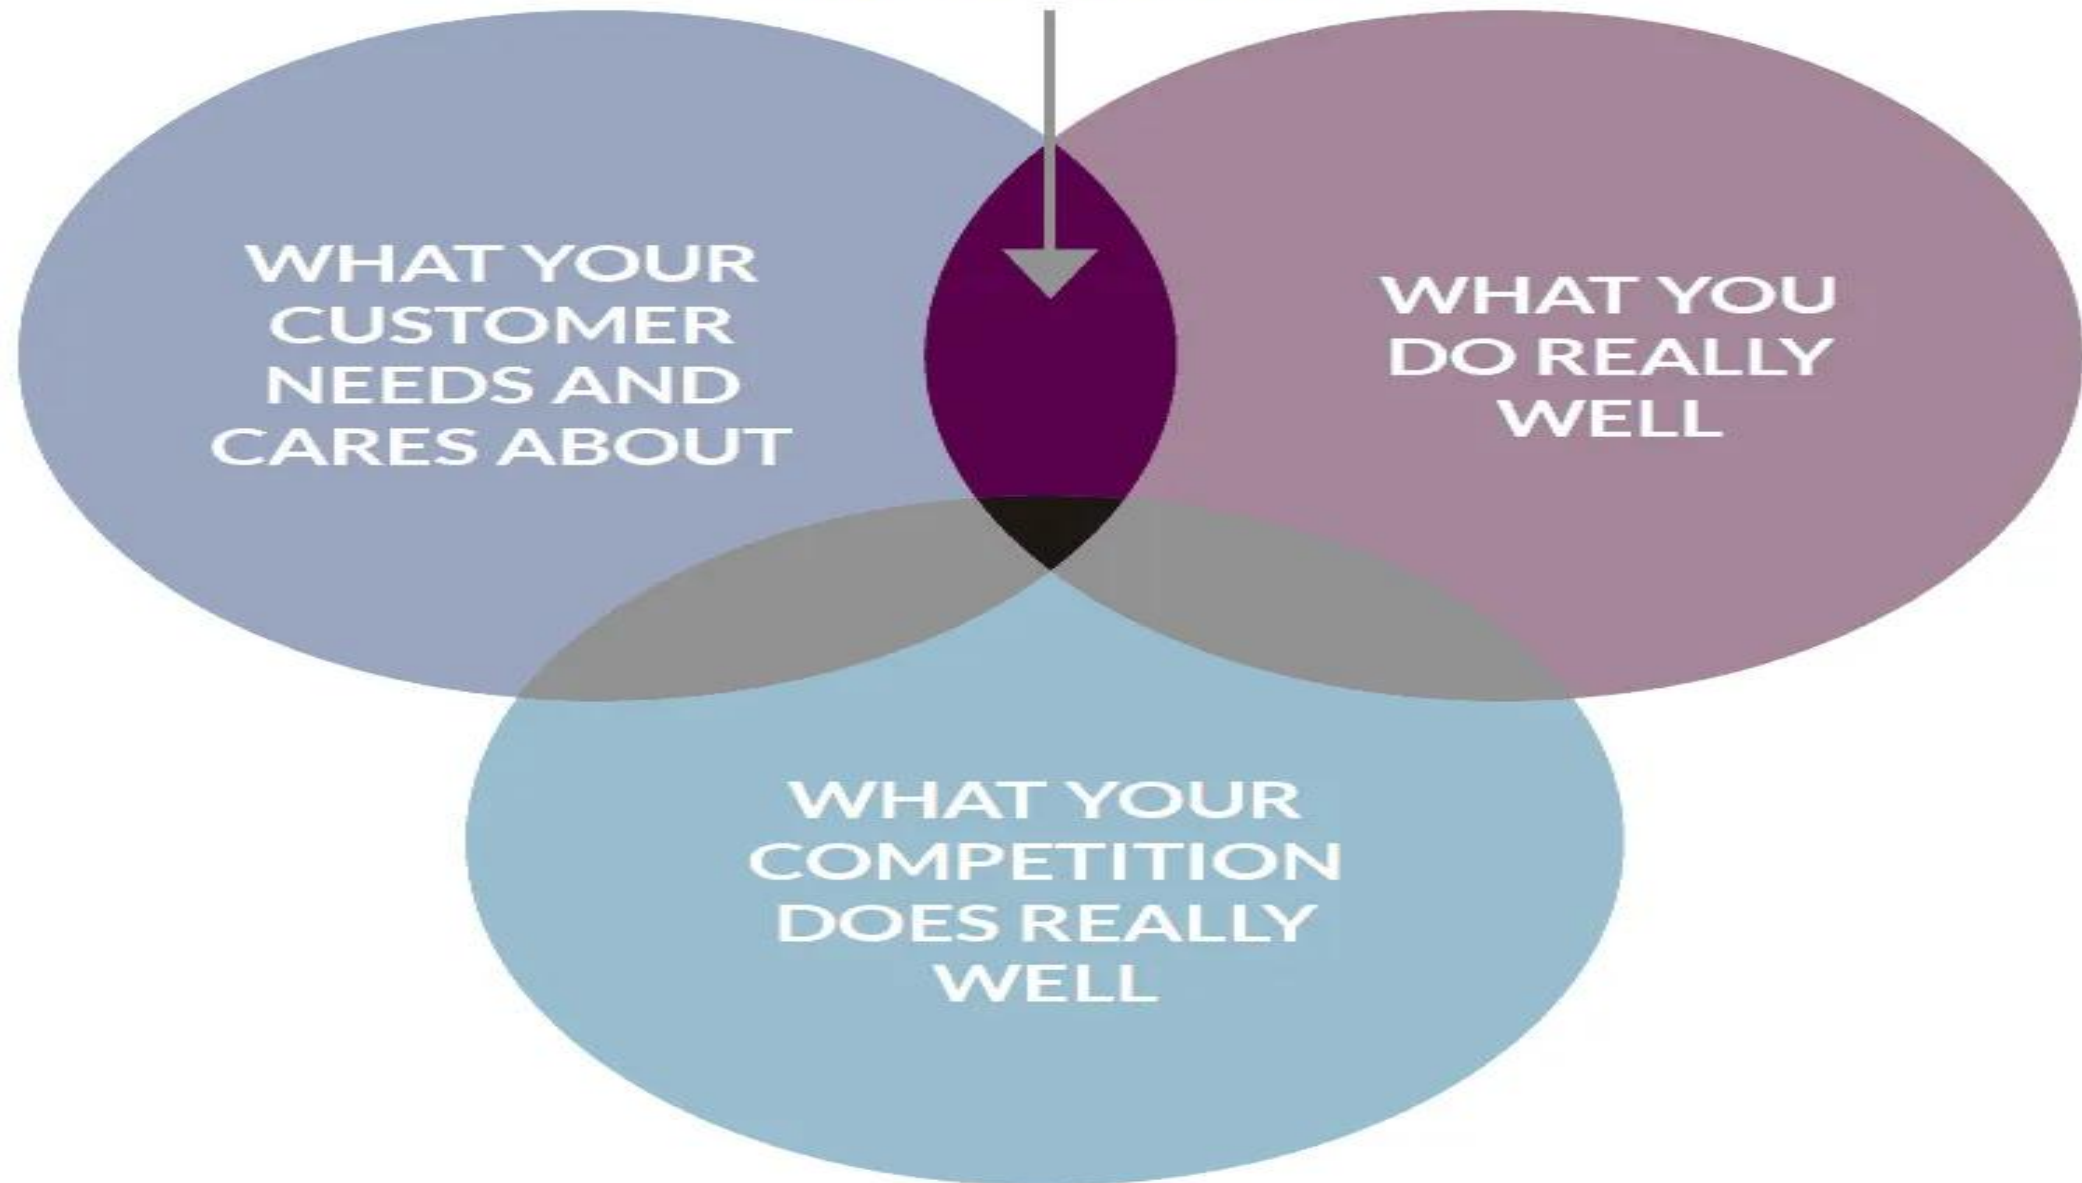 WHAT YOUR
CUSTOMER
NEEDS AND
CARES ABOUT
WHAT YOU
DO REALLY
WELL
WHAT YOUR
COMPETITION
DOES REALLY
WELL